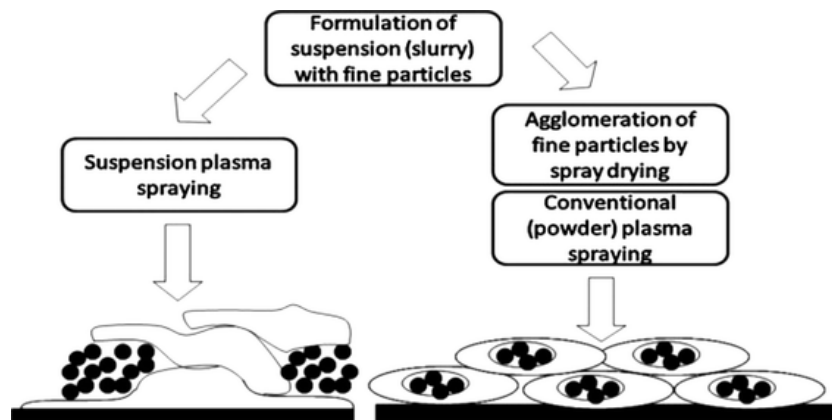 Formulation of
suspension (slurry)
with fine particles
Suspension plasma
spraying
Agglomeration of
fine particles by
spray drying
Conventional
(powder) plasma
spraying